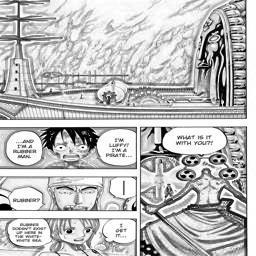 WHAT IS IT
WITH YOU?!
I'M
LUFFY!
I'M A
PIRATE...
...AND
I'M A
RUBBER
MAN.
RUBBER?
I
GET
IT...
RUBBER
DOESN'T EXIST
UP HERE IN
THE WHITE-
WHITE SEA.